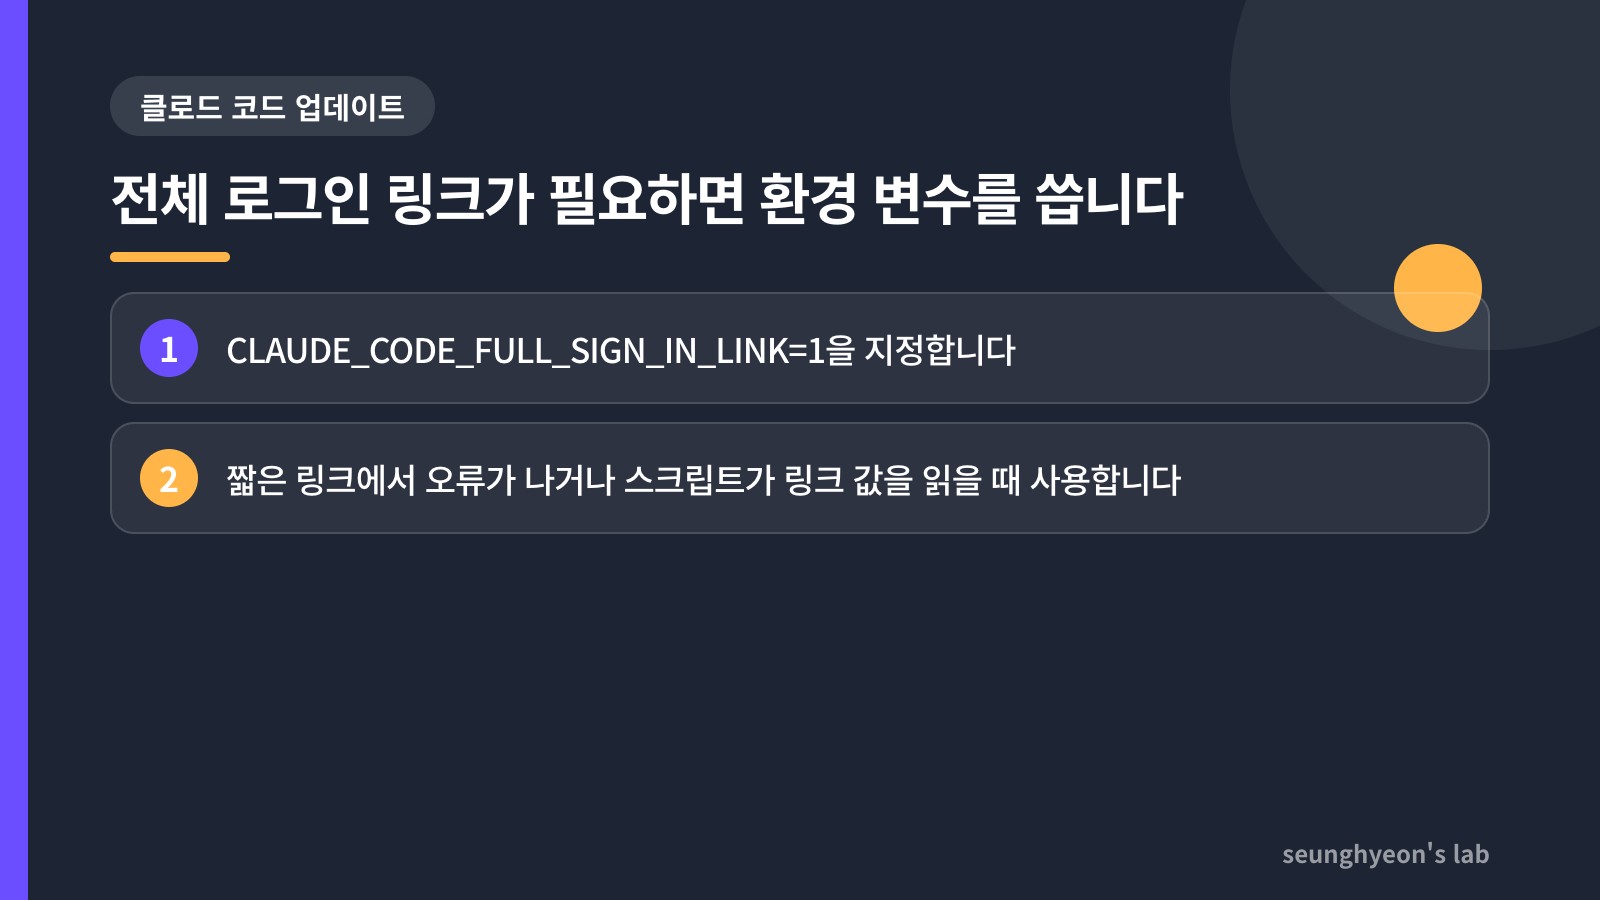 클로드 코드 업데이트
전체 로그인 링크가 필요하면 환경 변수를 씁니다
1 CLAUDE_CODE_FULL_SIGN_IN_LINK=1을 지정합니다
2 짧은 링크에서 오류가 나거나 스크립트가 링크 값을 읽을 때 사용합니다
seunghyeon's lab